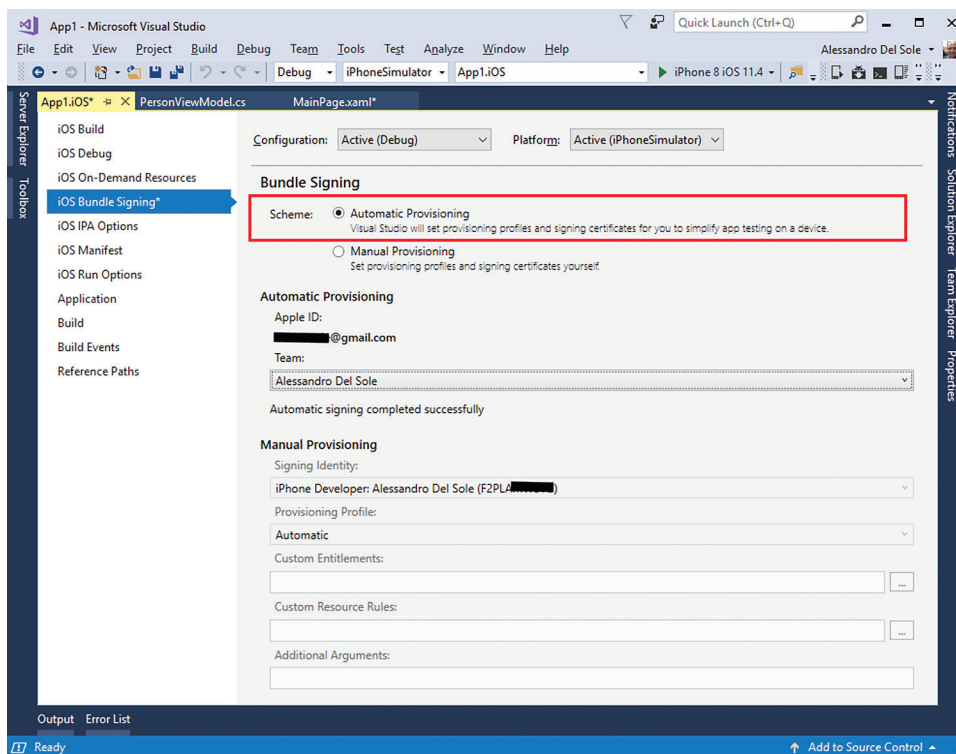 App1 - Microsoft Visual Studio
Quick Launch (Ctrl+Q)
File Edit View Project Build Debug Team Tools Test Analyze Window Help
Alessandro Del Sole
Debug iPhoneSimulator App1.iOS iPhone 8 iOS 11.4
Server Explorer
Toolbox
App1.iOS* PersonViewModel.cs MainPage.xaml*
Notifications
Solution Explorer
Team Explorer
Properties
iOS Build
iOS Debug
iOS On-Demand Resources
iOS Bundle Signing*
iOS IPA Options
iOS Manifest
iOS Run Options
Application
Build
Build Events
Reference Paths
Configuration: Active (Debug) Platform: Active (iPhoneSimulator)
Bundle Signing
Scheme: Automatic Provisioning
Visual Studio will set provisioning profiles and signing certificates for you to simplify app testing on a device.
Manual Provisioning
Set provisioning profiles and signing certificates yourself.
Automatic Provisioning
Apple ID:
@gmail.com
Team:
Alessandro Del Sole
Automatic signing completed successfully
Manual Provisioning
Signing Identity:
iPhone Developer: Alessandro Del Sole (F2PLA )
Provisioning Profile:
Automatic
Custom Entitlements:
...
Custom Resource Rules:
...
Additional Arguments:
Output Error List
Ready
Add to Source Control